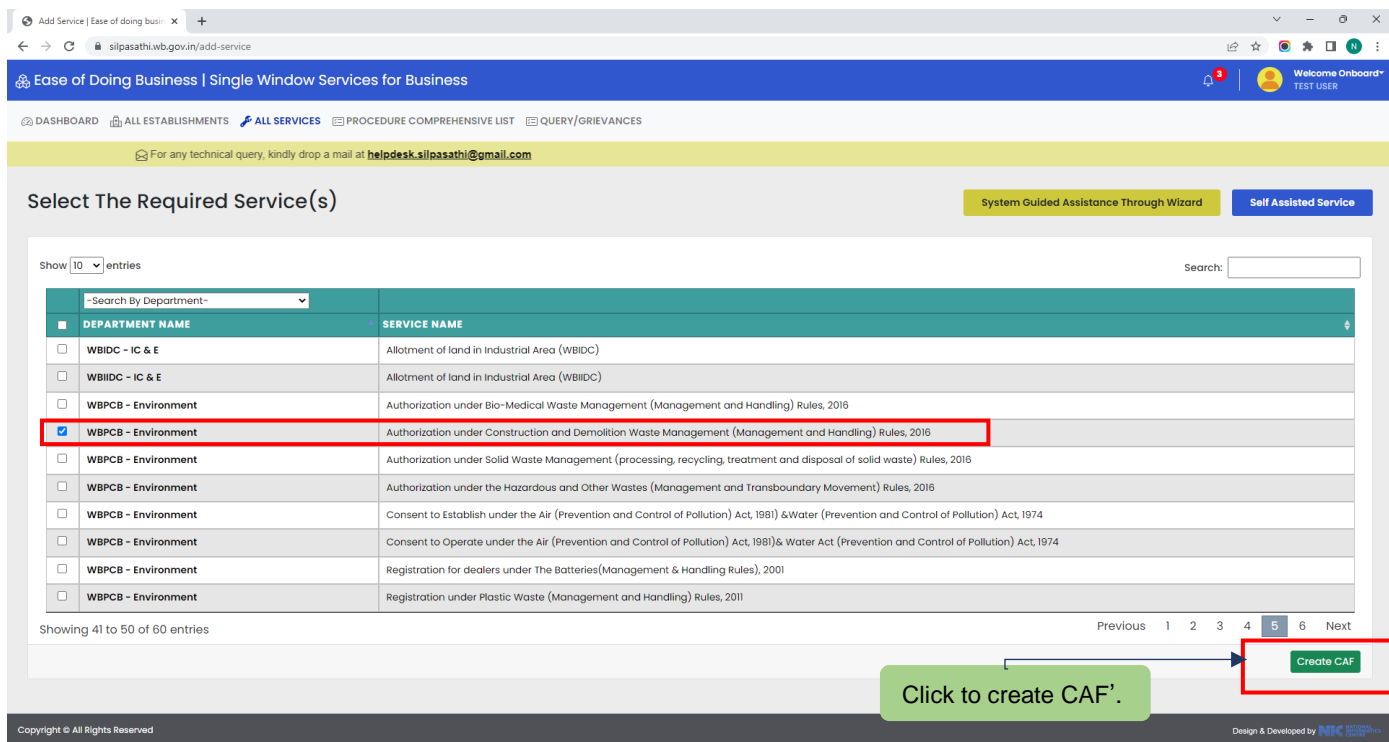 Add Service | Ease of doing busin
silpasathi.wb.gov.in/add-service
N
Ease of Doing Business | Single Window Services for Business
3
Welcome Onboard
TEST USER
DASHBOARD ALL ESTABLISHMENTS ALL SERVICES PROCEDURE COMPREHENSIVE LIST QUERY/GRIEVANCES
For any technical query, kindly drop a mail at helpdesk.silpasathi@gmail.com
Select The Required Service(s)
System Guided Assistance Through Wizard
Self Assisted Service
Show 10 entries
Search:
-Search By Department-
DEPARTMENT NAME SERVICE NAME
WBIDC - IC & E Allotment of land in Industrial Area (WBIDC)
WBIIDC - IC & E Allotment of land in Industrial Area (WBIIDC)
WBPCB - Environment Authorization under Bio-Medical Waste Management (Management and Handling) Rules, 2016
WBPCB - Environment Authorization under Construction and Demolition Waste Management (Management and Handling) Rules, 2016
WBPCB - Environment Authorization under Solid Waste Management (processing, recycling, treatment and disposal of solid waste) Rules, 2016
WBPCB - Environment Authorization under the Hazardous and Other Wastes (Management and Transboundary Movement) Rules, 2016
WBPCB - Environment Consent to Establish under the Air (Prevention and Control of Pollution) Act, 1981) &Water (Prevention and Control of Pollution) Act, 1974
WBPCB - Environment Consent to Operate under the Air (Prevention and Control of Pollution) Act, 1981)& Water Act (Prevention and Control of Pollution) Act, 1974
WBPCB - Environment Registration for dealers under The Batteries(Management & Handling Rules), 2001
WBPCB - Environment Registration under Plastic Waste (Management and Handling) Rules, 2011
Showing 41 to 50 of 60 entries
Previous 1 2 3 4 5 6 Next
Create CAF
Click to create CAF’.
Copyright © All Rights Reserved
Design & Developed by NIC NATIONAL
INFORMATICS
CENTRE